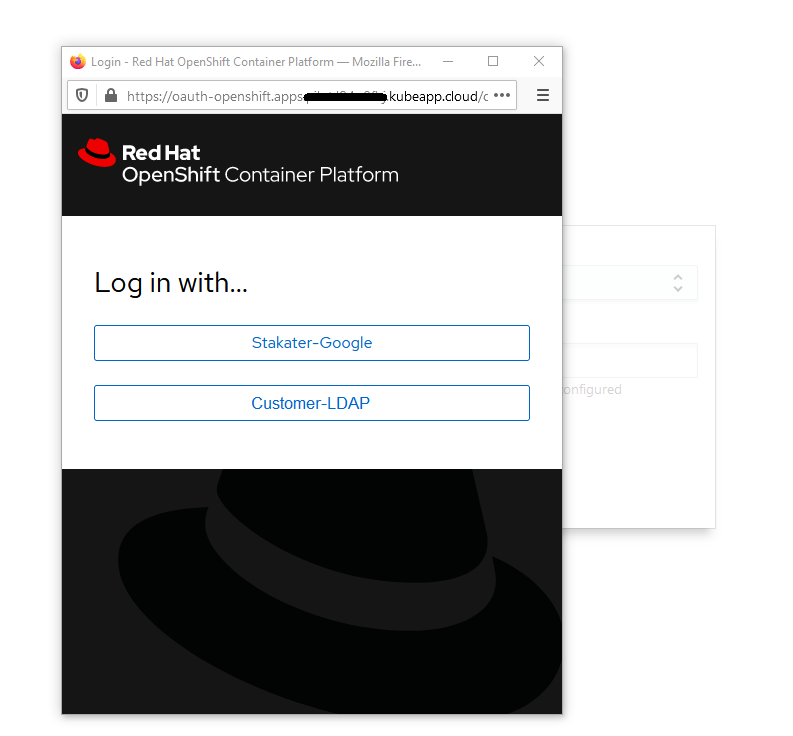 Login - Red Hat OpenShift Container Platform — Mozilla Fire...
https://oauth-openshift.apps kubeapp.cloud/c •••
Red Hat
OpenShift Container Platform
Log in with...
Stakater-Google
Customer-LDAP
onfigured